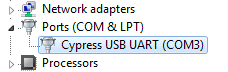 Network adapters
Ports (COM & LPT)
Cypress USB UART (COM3)
Processors